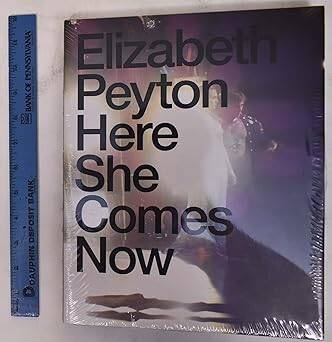 Elizabeth
Peyton
Here
She
Comes
Now
BANK OF PENNSYLVANIA
DAUPHIN DEPOSIT BANK